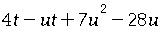 4t − ut + 7u² − 28u